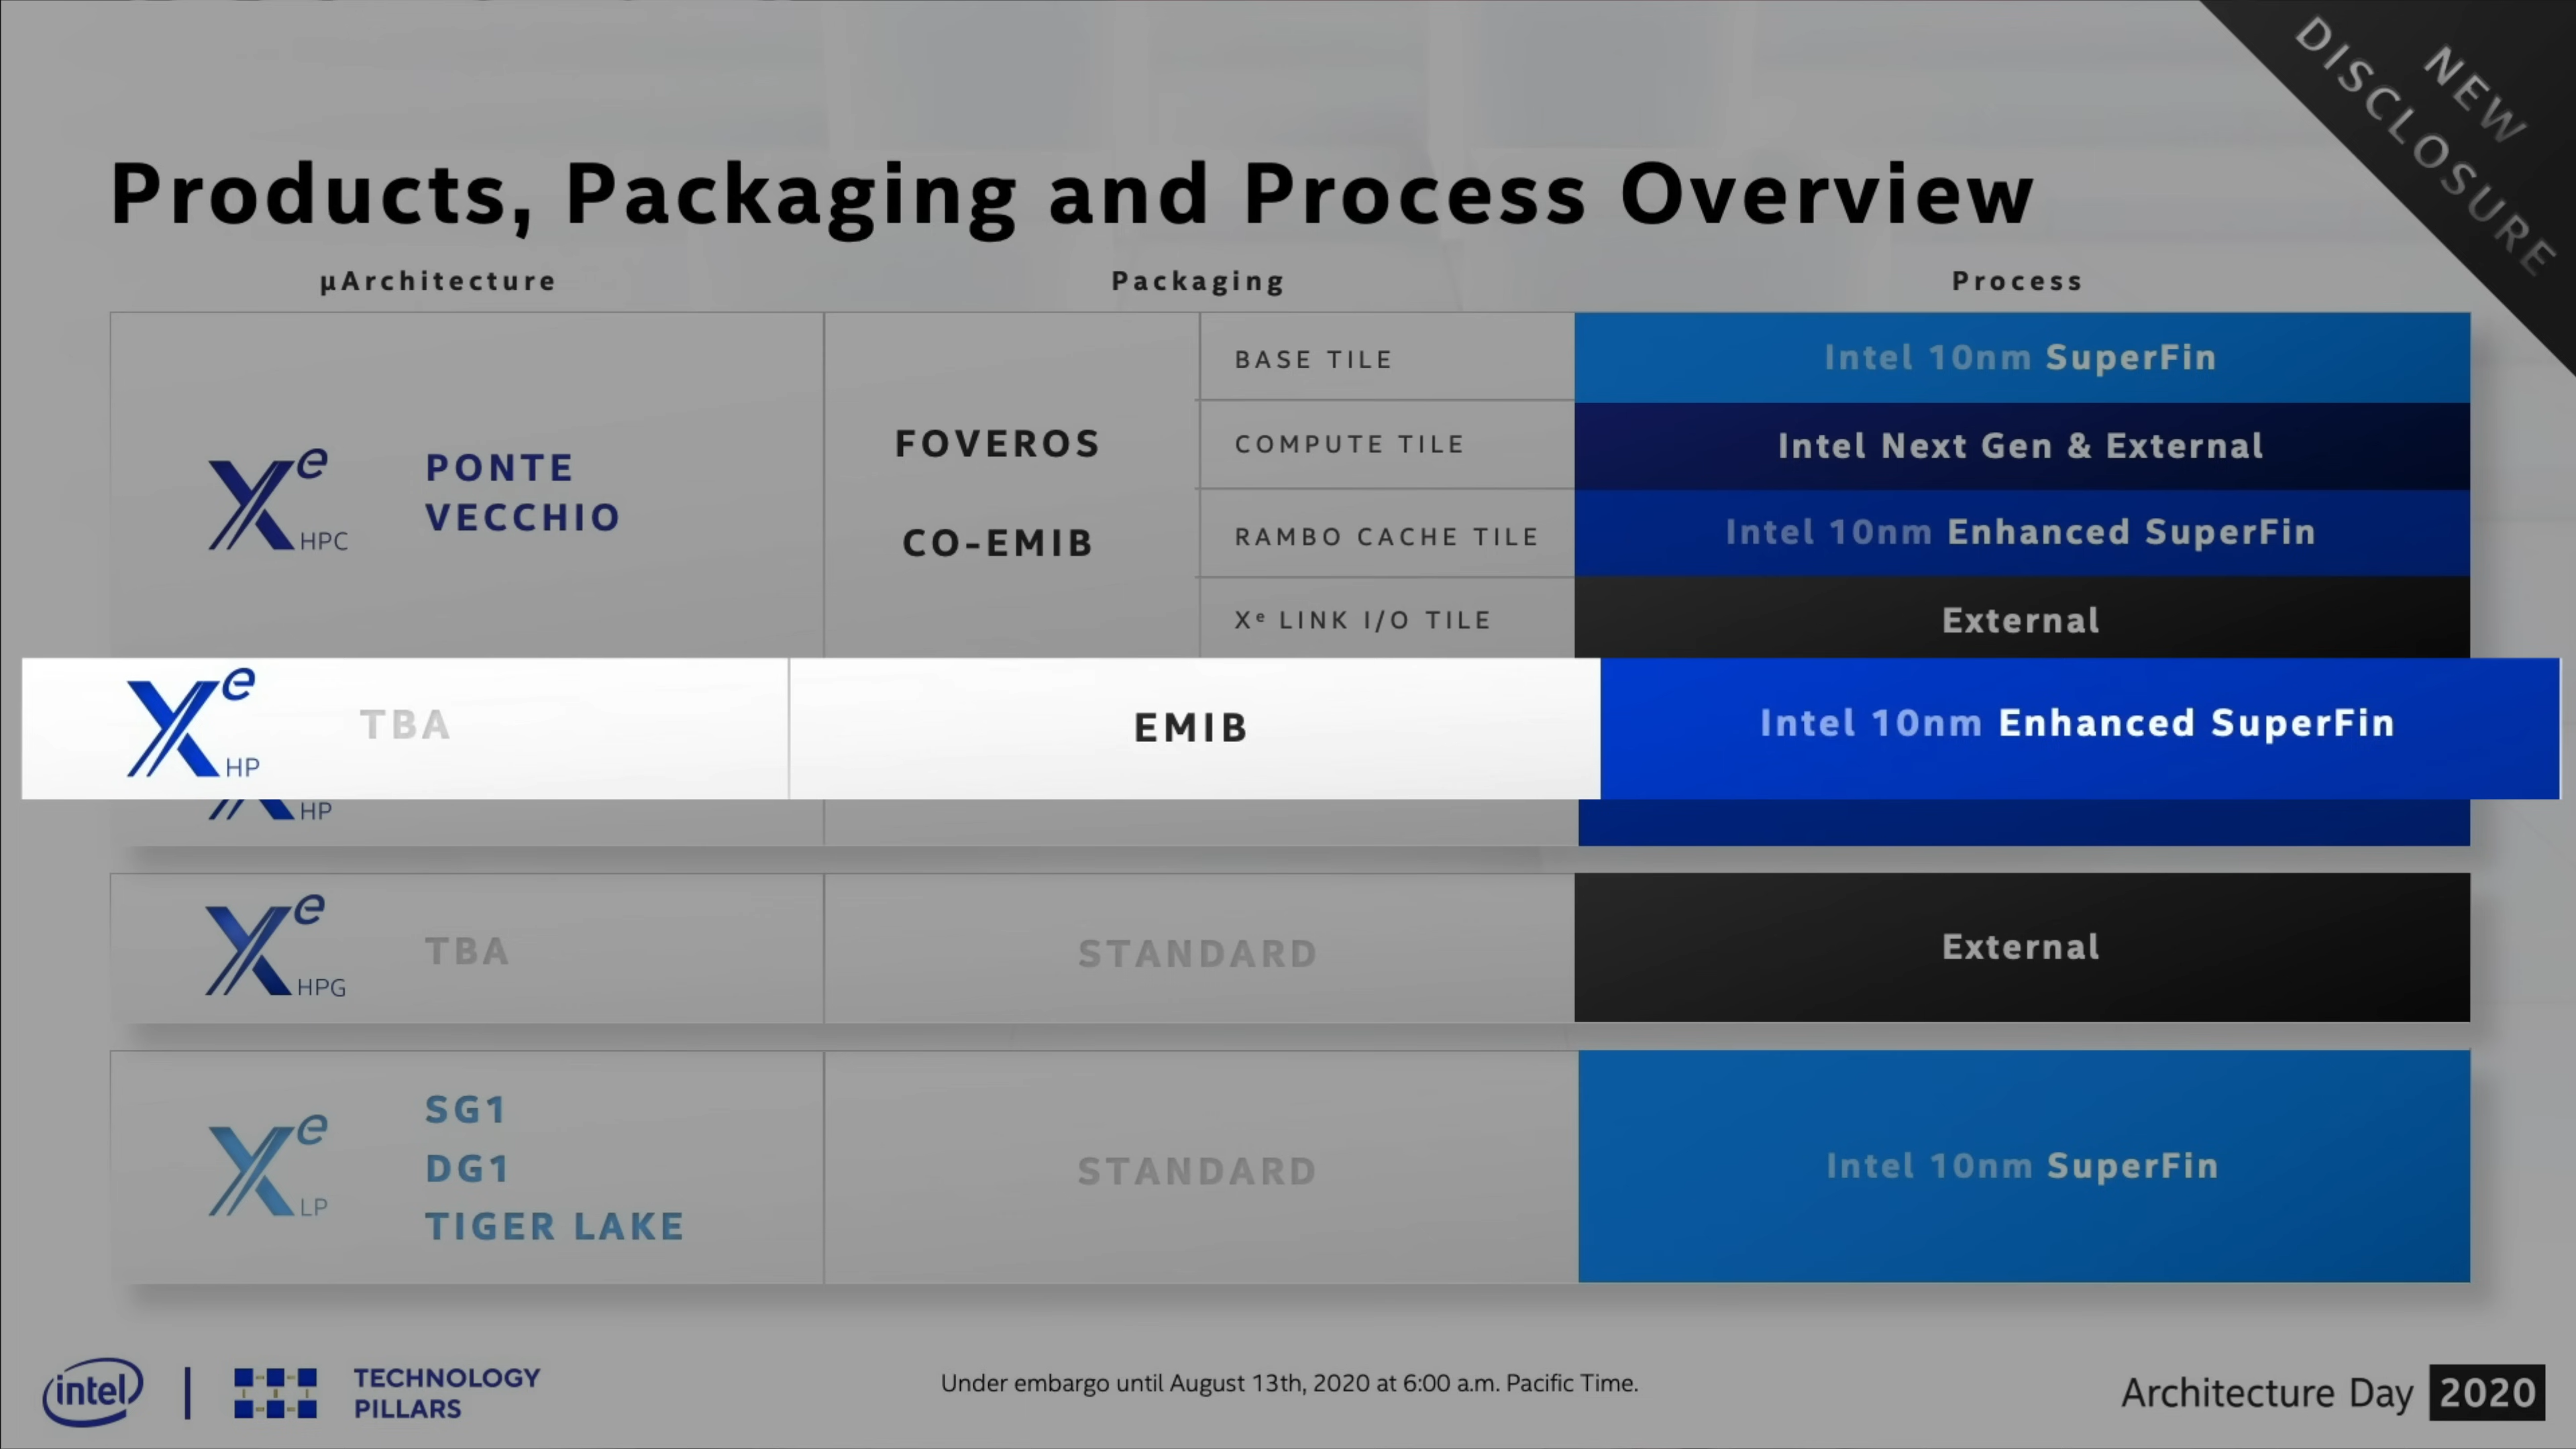 NEW
DISCLOSURE
Products, Packaging and Process Overview
µArchitecture Packaging Process
Xe HPC
PONTE
VECCHIO
FOVEROS
CO-EMIB
BASE TILE Intel 10nm SuperFin
COMPUTE TILE Intel Next Gen & External
RAMBO CACHE TILE Intel 10nm Enhanced SuperFin
Xe LINK I/O TILE External
Xe HP TBA EMIB Intel 10nm Enhanced SuperFin
HP
Xe HPG TBA STANDARD External
Xe LP
SG1
DG1
TIGER LAKE
STANDARD
Intel 10nm SuperFin
intel
TECHNOLOGY
PILLARS
Under embargo until August 13th, 2020 at 6:00 a.m. Pacific Time.
Architecture Day 2020